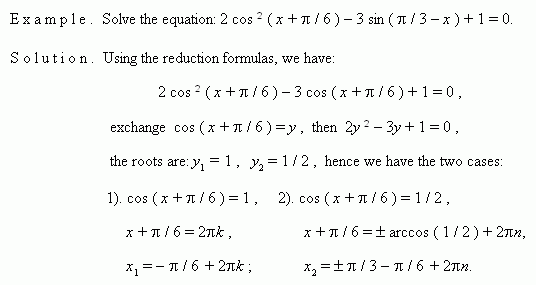 Example. Solve the equation: 2 cos ² ( x + π / 6 ) – 3 sin ( π / 3 – x ) + 1 = 0.
Solution. Using the reduction formulas, we have:
2 cos ² ( x + π / 6 ) – 3 cos ( x + π / 6 ) + 1 = 0 ,
exchange cos ( x + π / 6 ) = y , then 2y ² – 3y + 1 = 0 ,
the roots are: y₁ = 1 , y₂ = 1 / 2 , hence we have the two cases:
1). cos ( x + π / 6 ) = 1 , 2). cos ( x + π / 6 ) = 1 / 2 ,
x + π / 6 = 2πk , x + π / 6 = ± arccos ( 1 / 2 ) + 2πn,
x₁ = – π / 6 + 2πk ; x₂ = ± π / 3 – π / 6 + 2πn.